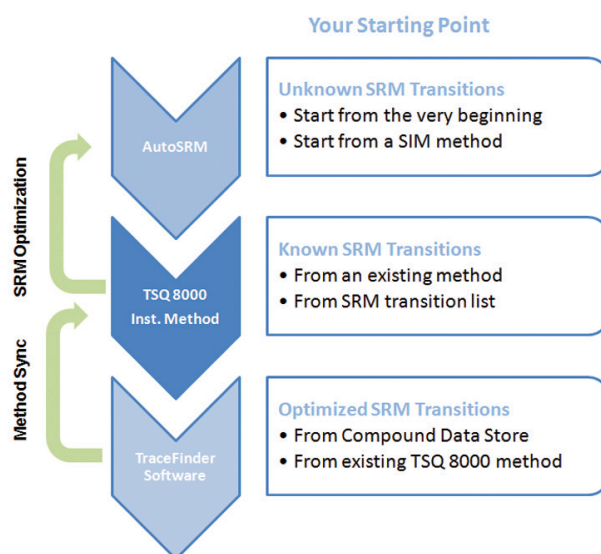 Your Starting Point
AutoSRM
Unknown SRM Transitions
• Start from the very beginning
• Start from a SIM method
SRM Optimization
TSQ 8000
Inst. Method
Known SRM Transitions
• From an existing method
• From SRM transition list
Method Sync
TraceFinder
Software
Optimized SRM Transitions
• From Compound Data Store
• From existing TSQ 8000 method